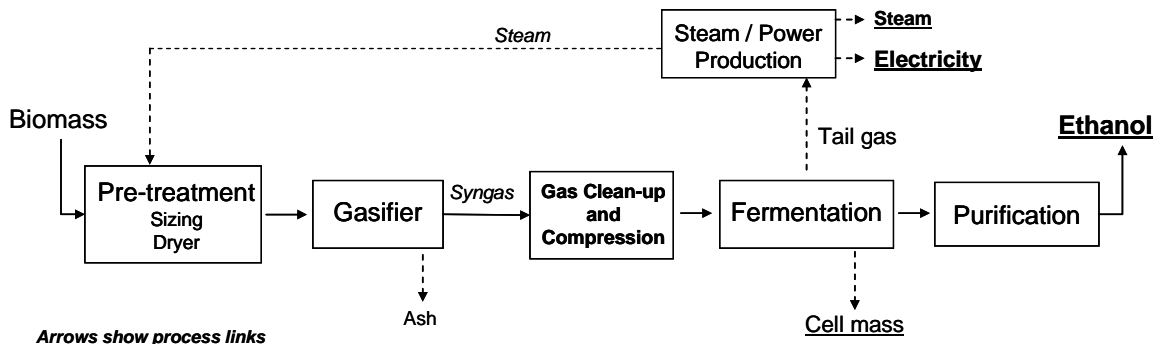 Steam
Steam / Power
Production
Steam
Electricity
Biomass
Tail gas
Ethanol
Pre-treatment
Sizing
Dryer
Gasifier
Syngas
Gas Clean-up
and
Compression
Fermentation
Purification
Ash
Cell mass
Arrows show process links